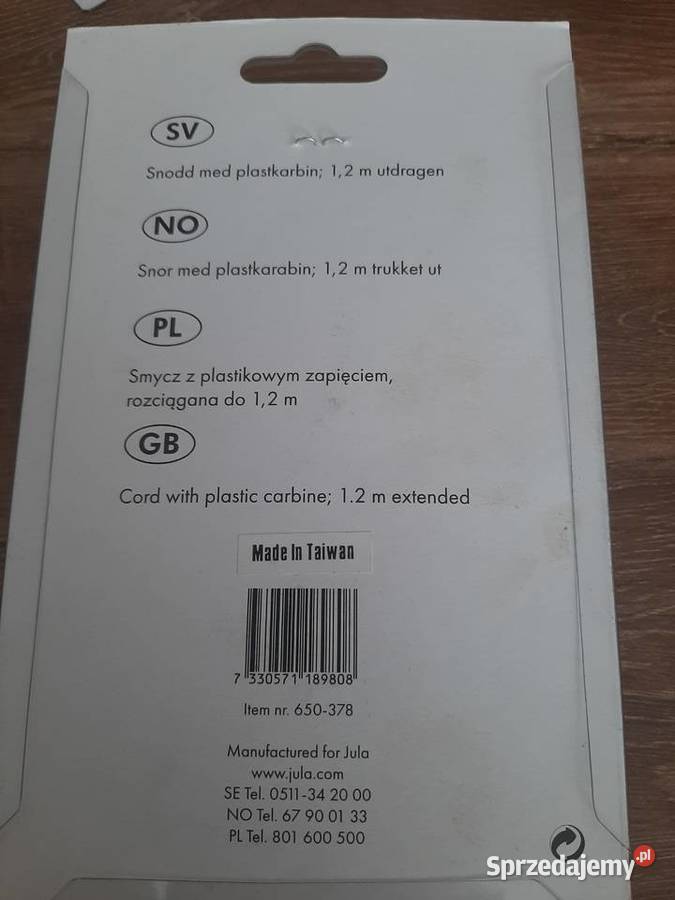 SV
Snodd med plastkarbin; 1,2 m utdragen
NO
Snor med plastkarabin; 1,2 m trukket ut
PL
Smycz z plastikowym zapięciem,
rozciągana do 1,2 m
GB
Cord with plastic carbine; 1.2 m extended
Made In Taiwan
7 330571 189808
Item nr. 650-378
Manufactured for Jula
www.jula.com
SE Tel. 0511-34 20 00
NO Tel. 67 90 01 33
PL Tel. 801 600 500
Sprzedajemy.pl